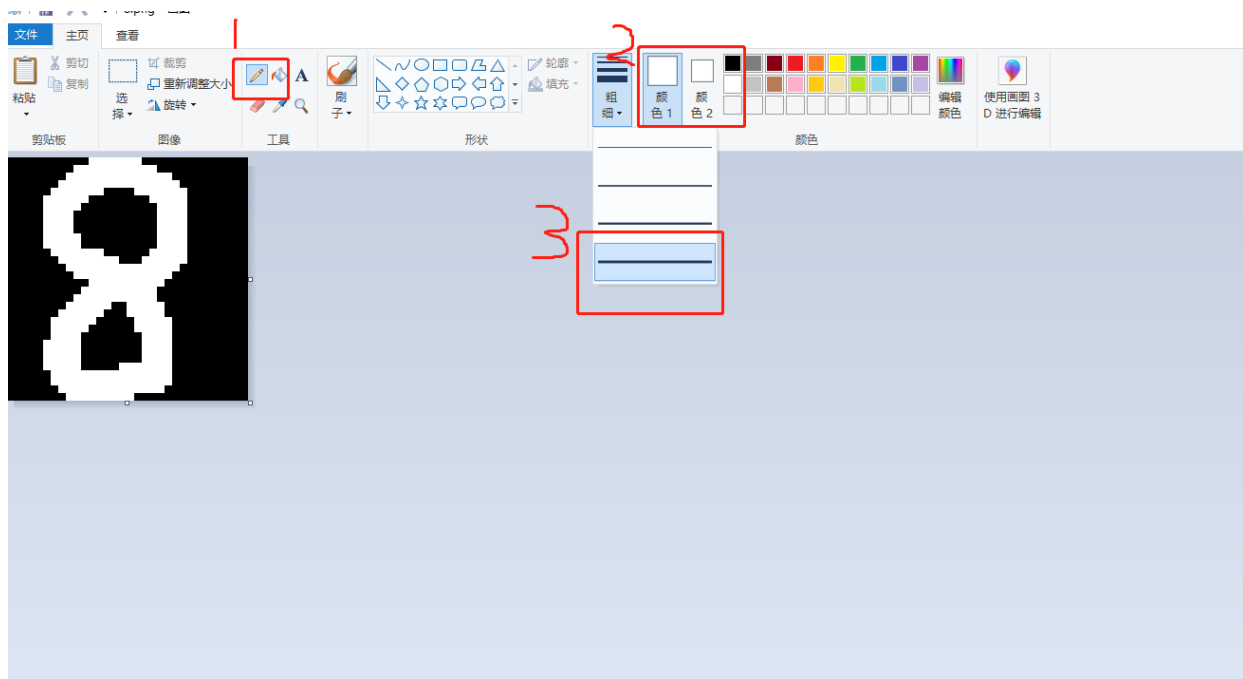 文件 主页 查看
剪切
复制
粘贴
剪贴板
裁剪
重新调整大小
旋转
选择
图像
A
工具
刷子
轮廓
填充
形状
粗细
颜色 1
颜色 2
编辑颜色
颜色
使用画图 3D 进行编辑
1
2
3
8